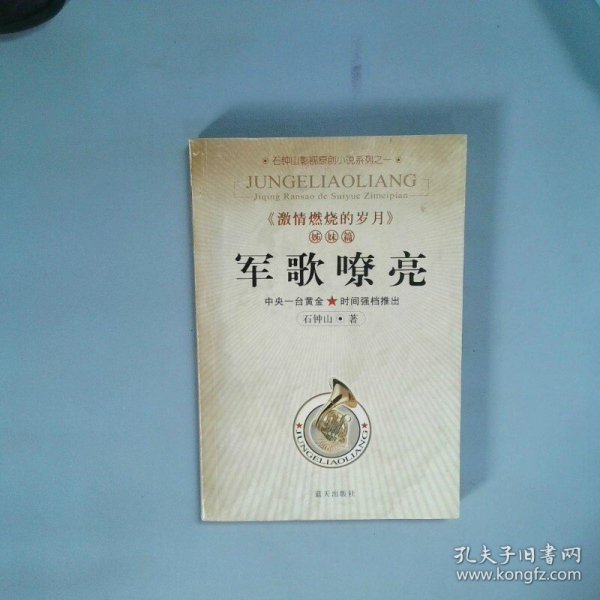 石钟山影视原创小说系列之一
JUNGELIAOLIANG
Jiqing Ransao de Suiyue Zimeipian
《激情燃烧的岁月》
姊妹篇
军歌嘹亮
中央一台黄金★时间强档推出
石钟山·著
★JUNGELIAOLIANG★
蓝天出版社
孔夫子旧书网
www.kongfz.com